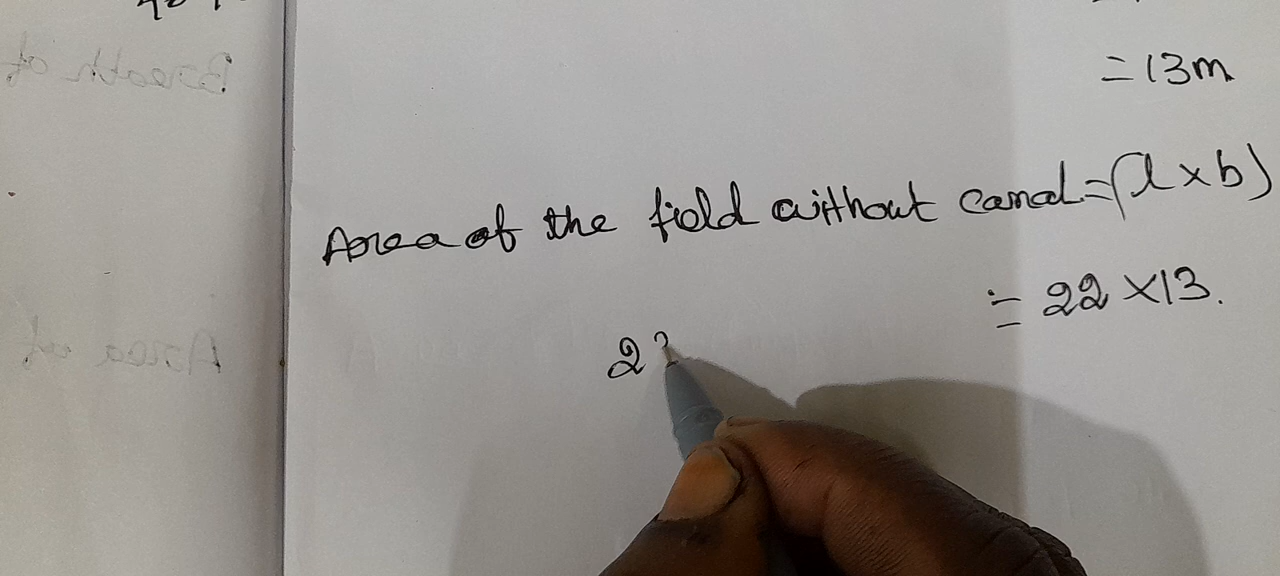 = 13m
Area of the field without canal = (l × b)
= 22 × 13.
2